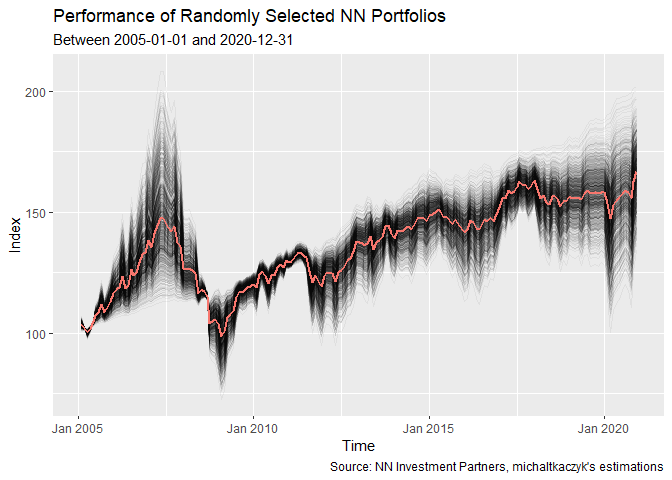 Performance of Randomly Selected NN Portfolios
Between 2005-01-01 and 2020-12-31
Index
200
150
100
Jan 2005 Jan 2010 Jan 2015 Jan 2020
Time
Source: NN Investment Partners, michaltkaczyk's estimations